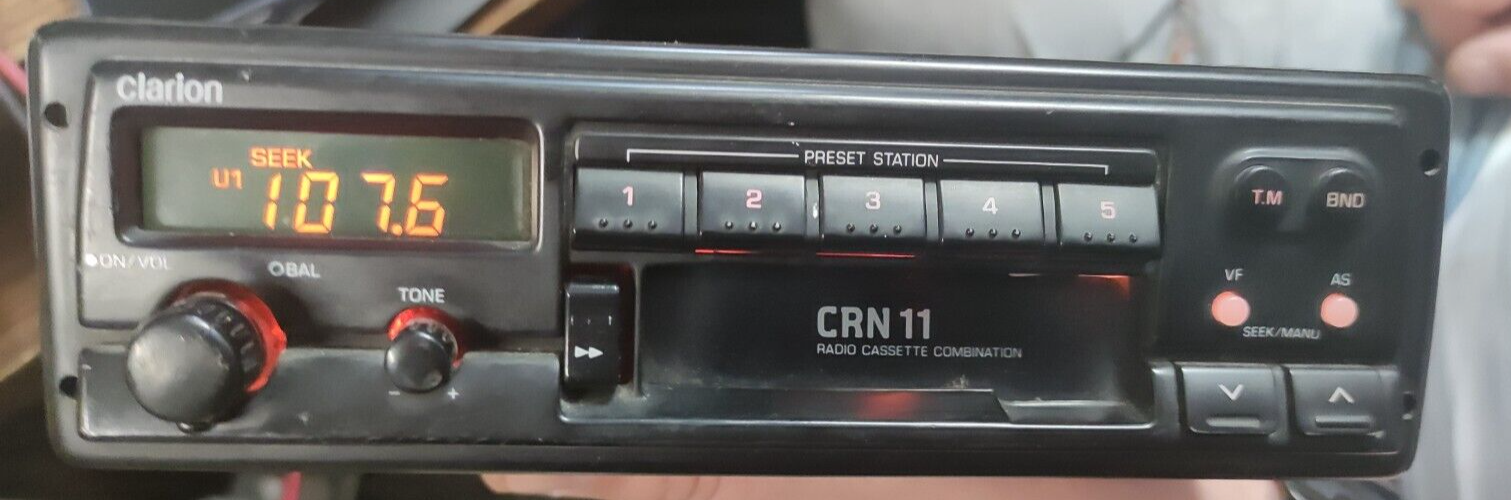 clarion
SEEK
U1 107.6
ON/VOL
BAL
TONE
- +
PRESET STATION
1 2 3 4 5
CRN 11
RADIO CASSETTE COMBINATION
T.M BND
VF AS
SEEK/MANU